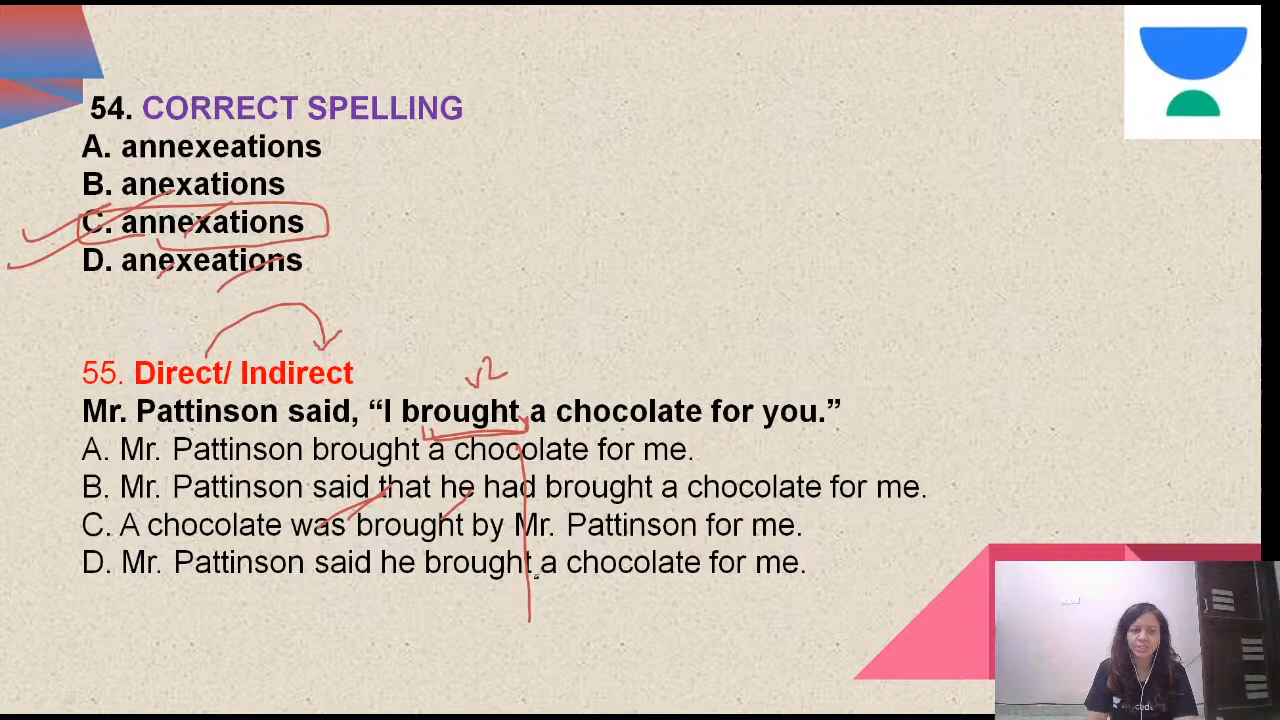 54. CORRECT SPELLING
A. annexeations
B. anexations
C. annexations
D. anexeations
55. Direct/ Indirect
v2
Mr. Pattinson said, “I brought a chocolate for you.”
A. Mr. Pattinson brought a chocolate for me.
B. Mr. Pattinson said that he had brought a chocolate for me.
C. A chocolate was brought by Mr. Pattinson for me.
D. Mr. Pattinson said he brought a chocolate for me.